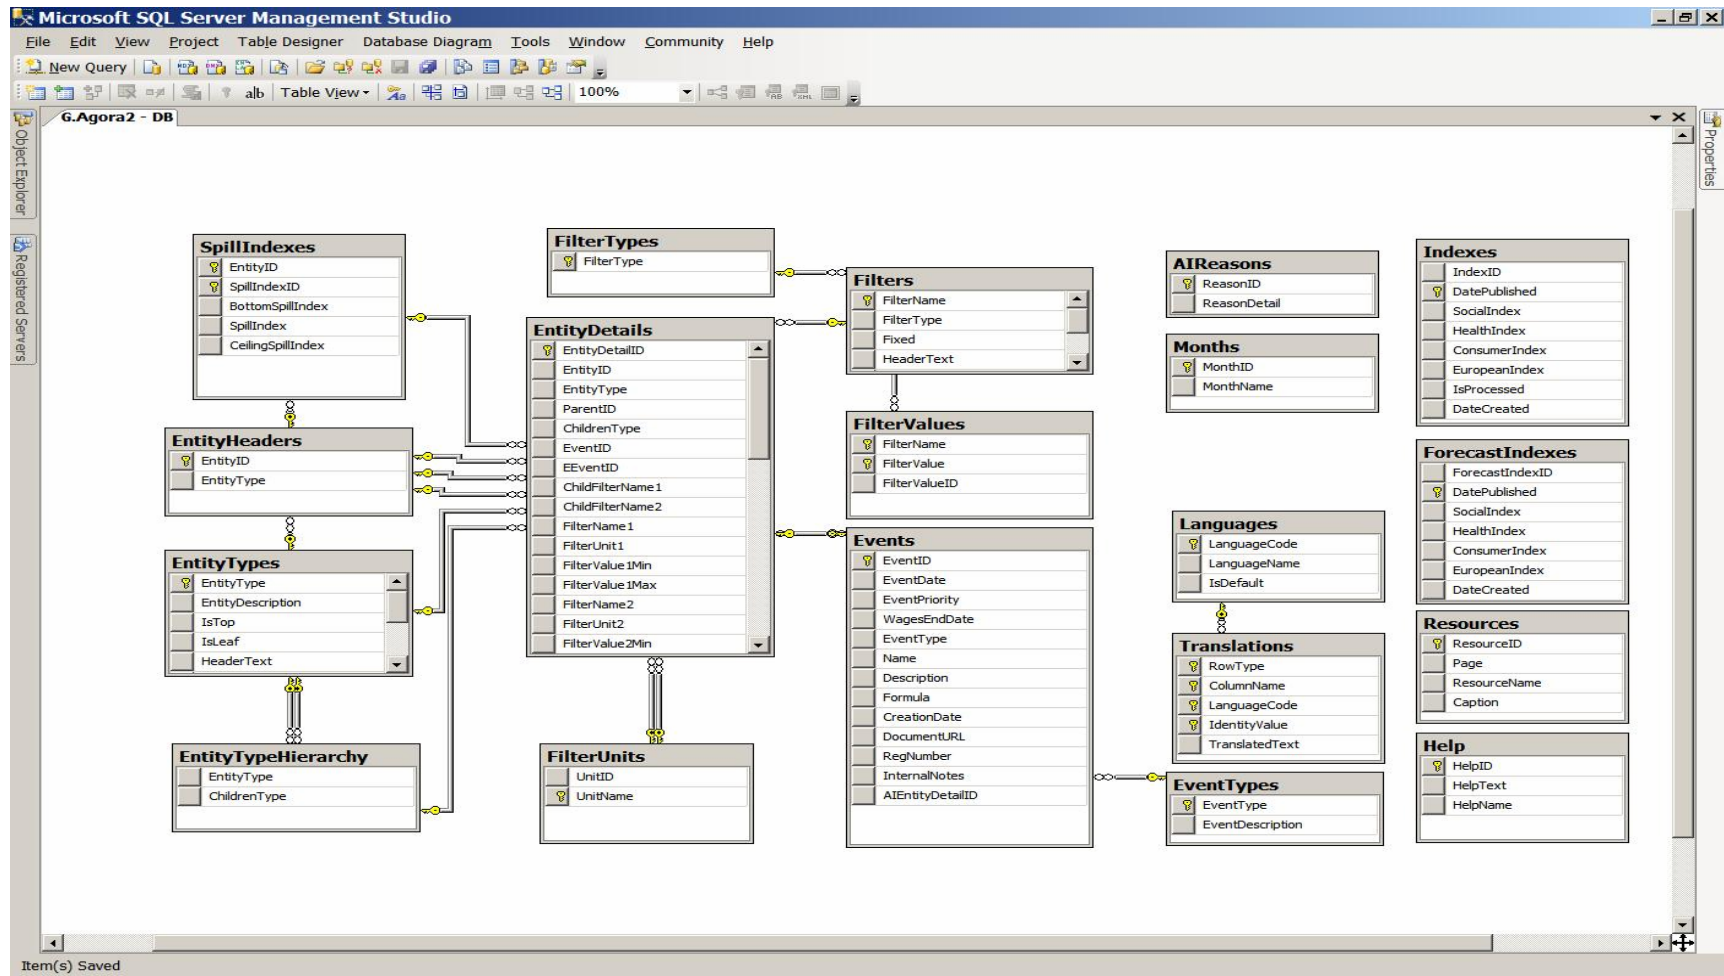 Microsoft SQL Server Management Studio
File Edit View Project Table Designer Database Diagram Tools Window Community Help
New Query
Table View 100%
G.Agora2 - DB
Object Explorer
Registered Servers
Properties
SpillIndexes
EntityID
SpillIndexID
BottomSpillIndex
SpillIndex
CeilingSpillIndex
EntityHeaders
EntityID
EntityType
EntityTypes
EntityType
EntityDescription
IsTop
IsLeaf
HeaderText
EntityTypeHierarchy
EntityType
ChildrenType
FilterTypes
FilterType
EntityDetails
EntityDetailID
EntityID
EntityType
ParentID
ChildrenType
EventID
EEventID
ChildFilterName1
ChildFilterName2
FilterName1
FilterUnit1
FilterValue1Min
FilterValue1Max
FilterName2
FilterUnit2
FilterValue2Min
FilterUnits
UnitID
UnitName
Filters
FilterName
FilterType
Fixed
HeaderText
FilterValues
FilterName
FilterValue
FilterValueID
Events
EventID
EventDate
EventPriority
WagesEndDate
EventType
Name
Description
Formula
CreationDate
DocumentURL
RegNumber
InternalNotes
AIEntityDetailID
AIReasons
ReasonID
ReasonDetail
Months
MonthID
MonthName
Languages
LanguageCode
LanguageName
IsDefault
Translations
RowType
ColumnName
LanguageCode
IdentityValue
TranslatedText
EventTypes
EventType
EventDescription
Indexes
IndexID
DatePublished
SocialIndex
HealthIndex
ConsumerIndex
EuropeanIndex
IsProcessed
DateCreated
ForecastIndexes
ForecastIndexID
DatePublished
SocialIndex
HealthIndex
ConsumerIndex
EuropeanIndex
DateCreated
Resources
ResourceID
Page
ResourceName
Caption
Help
HelpID
HelpText
HelpName
Item(s) Saved